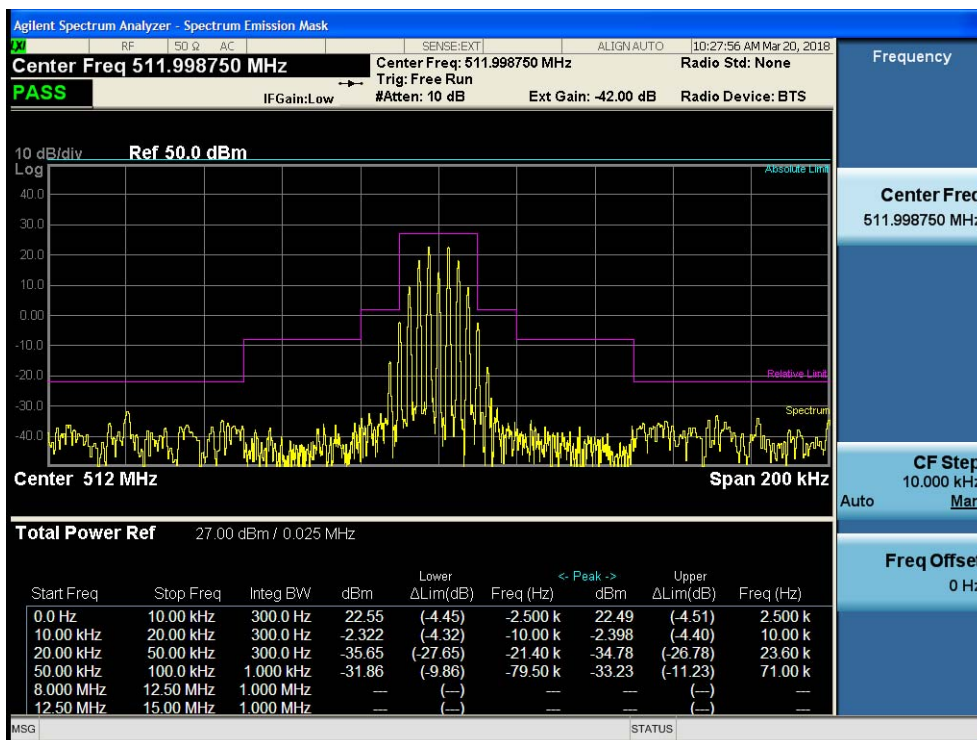 Agilent Spectrum Analyzer - Spectrum Emission Mask
LXI RF 50 Ω AC SENSE:EXT ALIGN AUTO 10:27:56 AM Mar 20, 2018
Center Freq 511.998750 MHz
Center Freq: 511.998750 MHz Radio Std: None
Trig: Free Run
PASS IFGain:Low #Atten: 10 dB Ext Gain: -42.00 dB Radio Device: BTS
10 dB/div Ref 50.0 dBm
Log
Absolute Limit
40.0
30.0
20.0
10.0
0.00
-10.0
-20.0
Relative Limit
-30.0
Spectrum
-40.0
Center 512 MHz Span 200 kHz
Total Power Ref 27.00 dBm / 0.025 MHz
Lower <- Peak -> Upper
Start Freq Stop Freq Integ BW dBm ΔLim(dB) Freq (Hz) dBm ΔLim(dB) Freq (Hz)
0.0 Hz 10.00 kHz 300.0 Hz 22.55 (-4.45) -2.500 k 22.49 (-4.51) 2.500 k
10.00 kHz 20.00 kHz 300.0 Hz -2.322 (-4.32) -10.00 k -2.398 (-4.40) 10.00 k
20.00 kHz 50.00 kHz 300.0 Hz -35.65 (-27.65) -21.40 k -34.78 (-26.78) 23.60 k
50.00 kHz 100.0 kHz 1.000 kHz -31.86 (-9.86) -79.50 k -33.23 (-11.23) 71.00 k
8.000 MHz 12.50 MHz 1.000 MHz --- (---) --- --- (---) ---
12.50 MHz 15.00 MHz 1.000 MHz --- (---) --- --- (---) ---
MSG STATUS
Frequency
Center Freq
511.998750 MHz
CF Step
10.000 kHz
Auto Man
Freq Offset
0 Hz